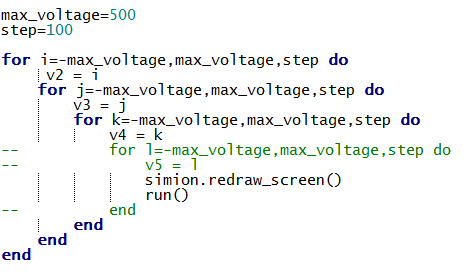 max_voltage=500
step=100
for i=-max_voltage,max_voltage,step do
v2 = i
for j=-max_voltage,max_voltage,step do
v3 = j
for k=-max_voltage,max_voltage,step do
v4 = k
-- for l=-max_voltage,max_voltage,step do
-- v5 = l
simion.redraw_screen()
run()
-- end
end
end
end